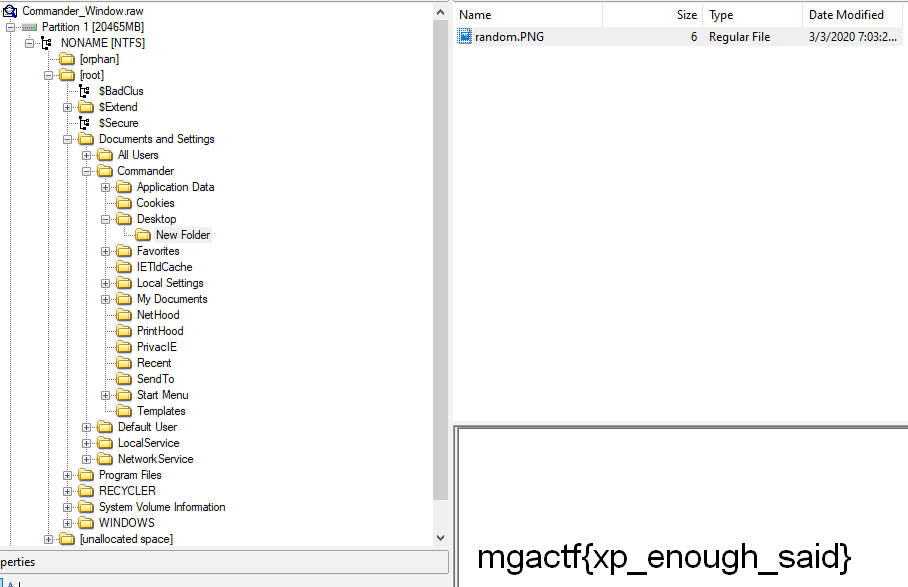 Commander_Window.raw
Partition 1 [20465MB]
NONAME [NTFS]
[orphan]
[root]
$BadClus
$Extend
$Secure
Documents and Settings
All Users
Commander
Application Data
Cookies
Desktop
New Folder
Favorites
IETldCache
Local Settings
My Documents
NetHood
PrintHood
PrivacIE
Recent
SendTo
Start Menu
Templates
Default User
LocalService
NetworkService
Program Files
RECYCLER
System Volume Information
WINDOWS
[unallocated space]
perties
Name Size Type Date Modified
random.PNG 6 Regular File 3/3/2020 7:03:2...
mgactf{xp_enough_said}